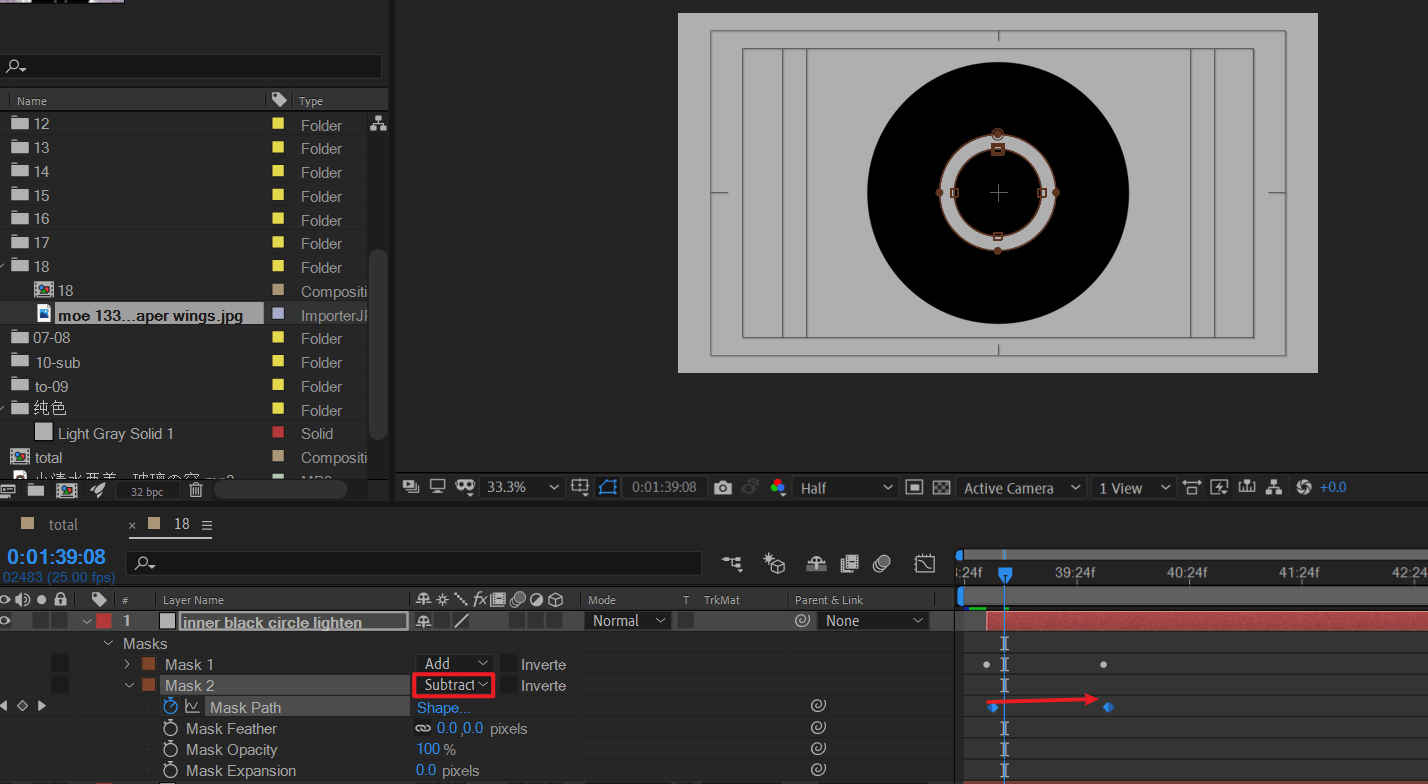 Name Type
12 Folder
13 Folder
14 Folder
15 Folder
16 Folder
17 Folder
18 Folder
18 Compositi
moe 133...aper wings.jpg ImporterJP
07-08 Folder
10-sub Folder
to-09 Folder
纯色 Folder
Light Gray Solid 1 Solid
total Compositi
32 bpc
33.3% 0:01:39:08 Half Active Camera 1 View +0.0
total 18
0:01:39:08
02483 (25.00 fps)
:24f 39:24f 40:24f 41:24f 42:24
# Layer Name fx Mode T TrkMat Parent & Link
1 inner black circle lighten Normal None
Masks
Mask 1 Add Inverte
Mask 2 Subtract Inverte
Mask Path Shape...
Mask Feather 0.0,0.0 pixels
Mask Opacity 100 %
Mask Expansion 0.0 pixels